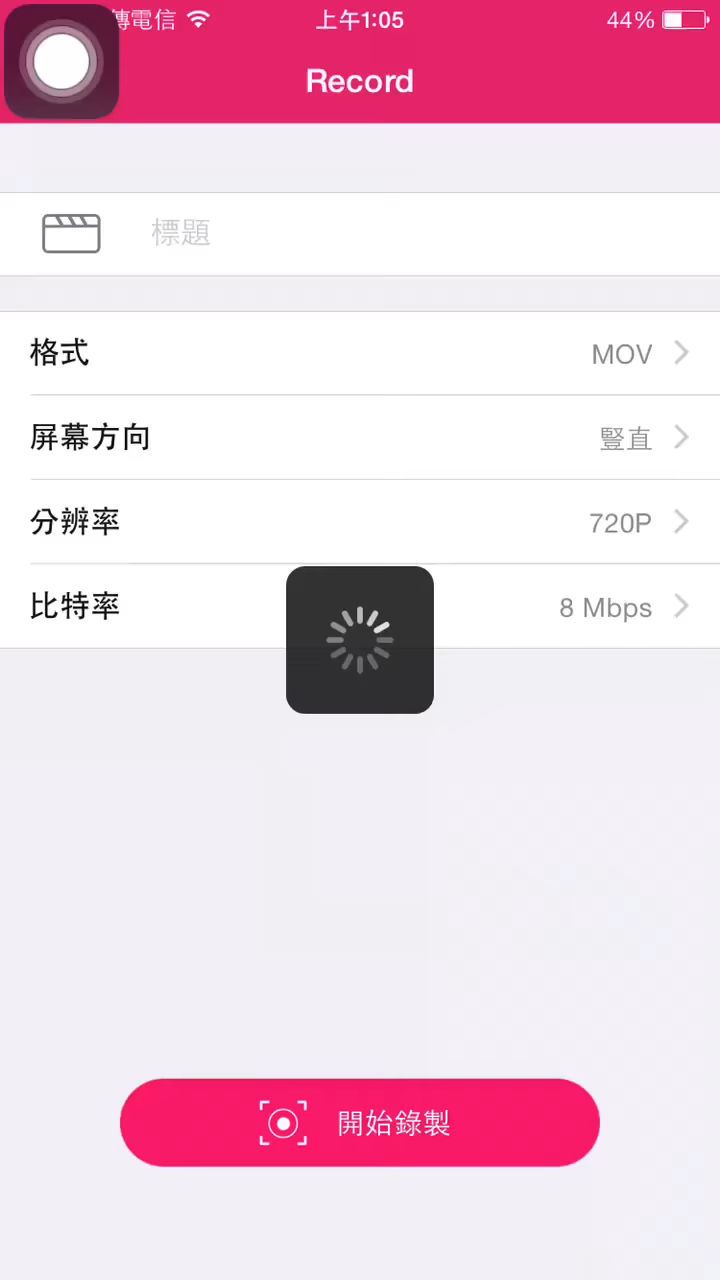 傳電信 上午1:05 44%
Record
標題
格式 MOV
屏幕方向 豎直
分辨率 720P
比特率 8 Mbps
開始錄製